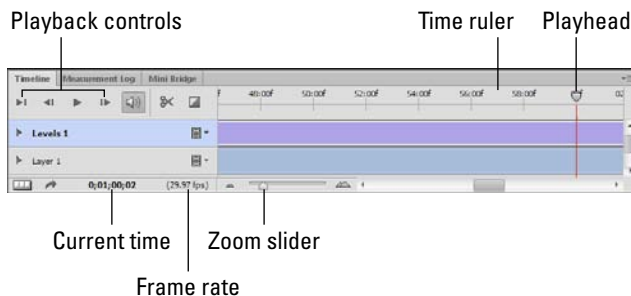 Playback controls Time ruler Playhead
Timeline Measurement Log Mini Bridge
48:00f 50:00f 52:00f 54:00f 56:00f 58:00f 02
Levels 1
Layer 1
0;01;00;02 (29.97 fps)
Current time Zoom slider
Frame rate